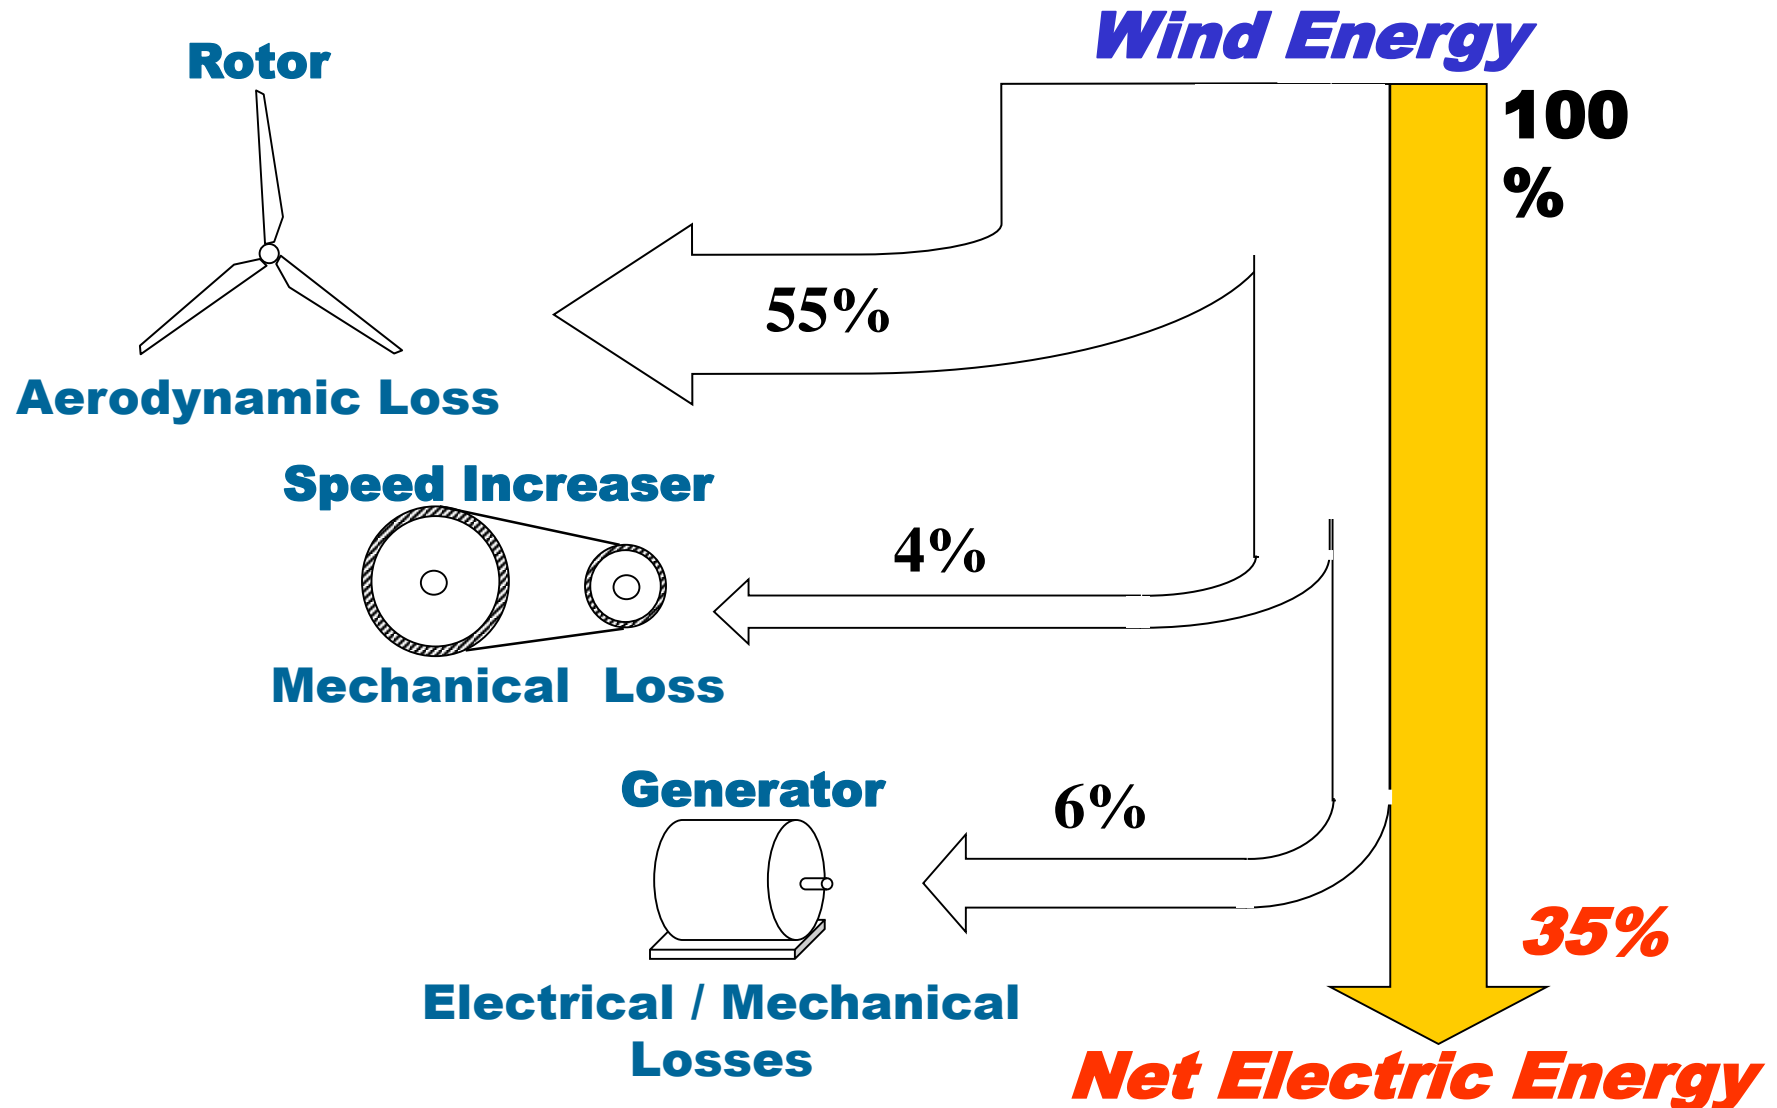 Wind Energy
Rotor
100
%
55%
Aerodynamic Loss
Speed Increaser
4%
Mechanical  Loss
Generator
6%
35%
Electrical / Mechanical
Losses
Net Electric Energy